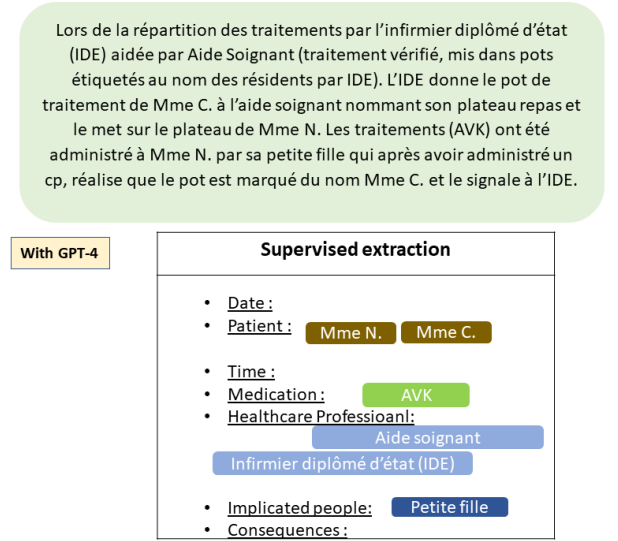 Lors de la répartition des traitements par l'infirmier diplômé d'état
(IDE) aidée par Aide Soignant (traitement vérifié, mis dans pots
étiquetés au nom des résidents par IDE). L'IDE donne le pot de
traitement de Mme C. à l'aide soignant nommant son plateau repas et
le met sur le plateau de Mme N. Les traitements (AVK) ont été
administré à Mme N. par sa petite fille qui après avoir administré un
cp, réalise que le pot est marqué du nom Mme C. et le signale à l'IDE.
With GPT-4
Supervised extraction
• Date :
• Patient : Mme N. Mme C.
• Time :
• Medication : AVK
• Healthcare Professioanl:
Aide soignant
Infirmier diplômé d'état (IDE)
• Implicated people: Petite fille
• Consequences :